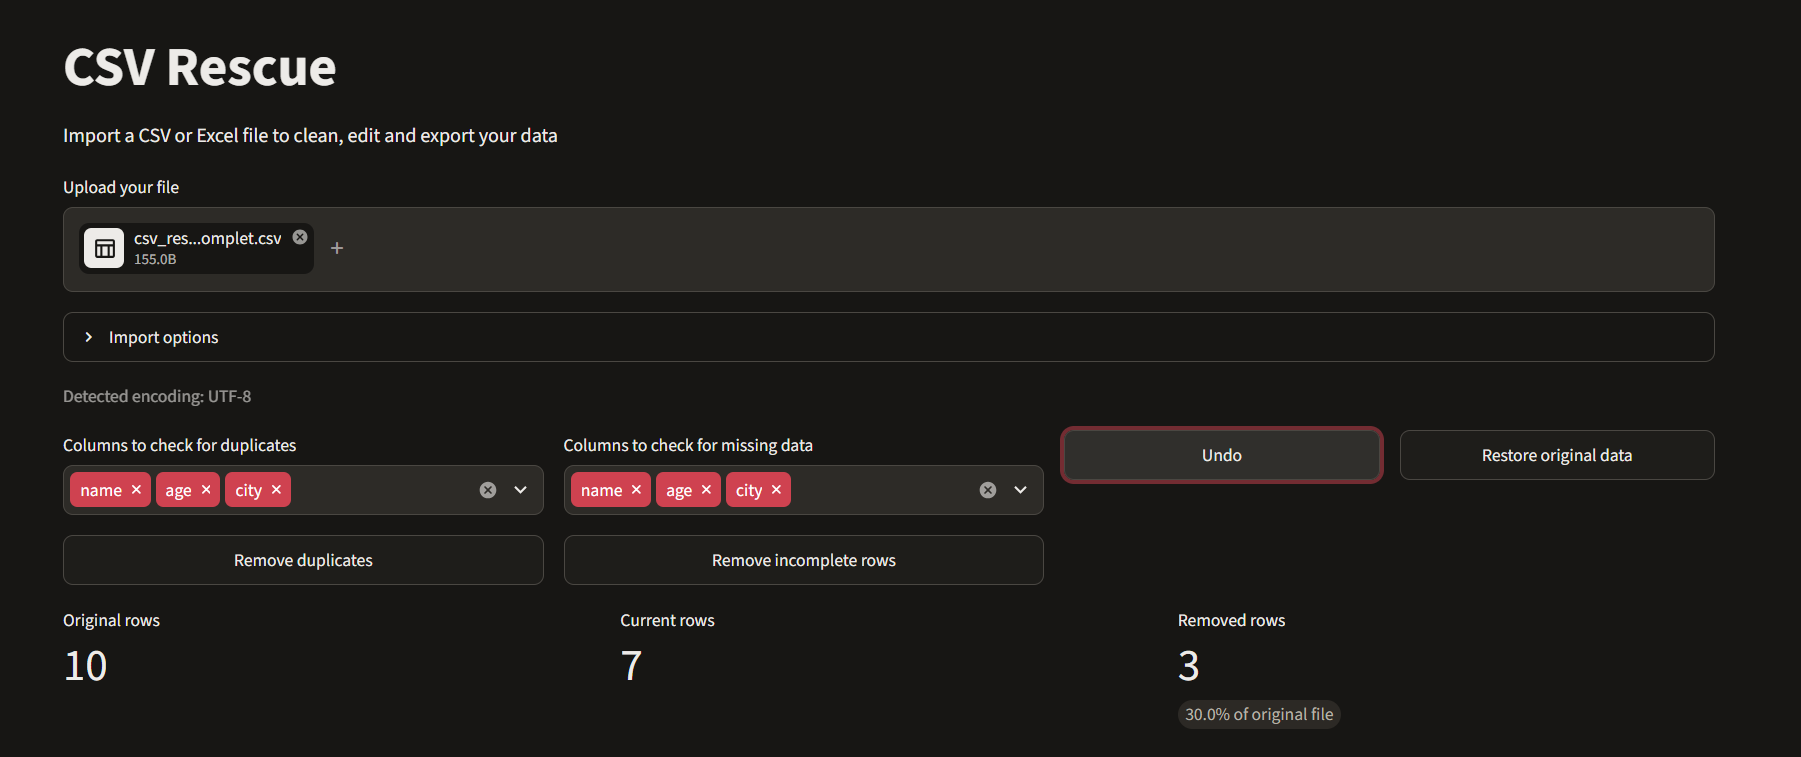 CSV Rescue
Import a CSV or Excel file to clean, edit and export your data
Upload your file
csv_res...omplet.csv
155.0B
Import options
Detected encoding: UTF-8
Columns to check for duplicates
name age city
Remove duplicates
Columns to check for missing data
name age city
Remove incomplete rows
Undo
Restore original data
Original rows
10
Current rows
7
Removed rows
3
30.0% of original file